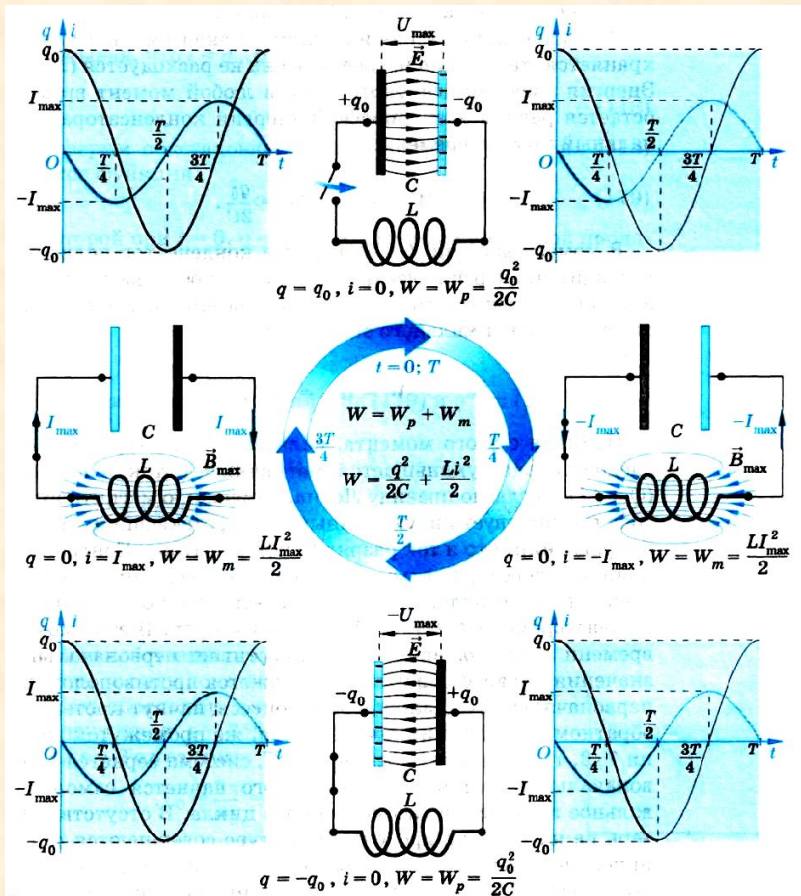 q i
q₀
I_max
T/2
O T/4 3T/4 T t
−I_max
−q₀
U_max
E⃗
+q₀ −q₀
C
L
q i
q₀
I_max
T/2
O T/4 3T/4 T t
−I_max
−q₀
q = q₀, i = 0, W = W_p = q₀²/2C
I_max I_max
C
L B⃗_max
q = 0, i = I_max, W = W_m = LI²_max/2
t = 0; T
W = W_p + W_m
3T/4 T/4
W = q²/2C + Li²/2
T/2
−I_max −I_max
C
L B⃗_max
q = 0, i = −I_max, W = W_m = LI²_max/2
q i
q₀
I_max
T/2
O T/4 3T/4 T t
−I_max
−q₀
−U_max
E⃗
−q₀ +q₀
C
L
q i
q₀
I_max
T/2
O T/4 3T/4 T t
−I_max
−q₀
q = −q₀, i = 0, W = W_p = q₀²/2C